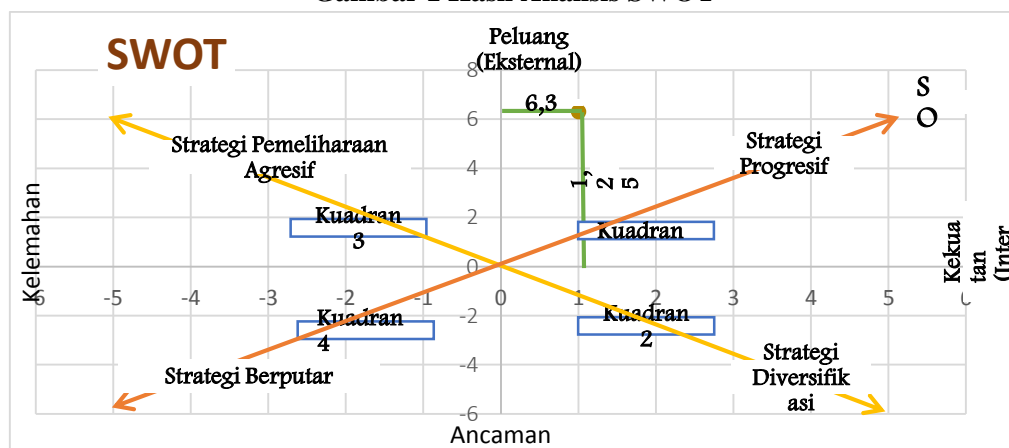 SWOT
Peluang
(Eksternal)
8
6
4
2
0
-2
-4
-6
6,3
1,
2
5
S
O
Strategi Pemeliharaan
Agresif
Strategi
Progresif
Kuadran
3
Kuadran
Kelemahan
Kekua
tan
(Inter
-6 -5 -4 -3 -2 -1 0 1 2 3 4 5
Kuadran
4
Kuadran
2
Strategi Berputar
Strategi
Diversifik
asi
Ancaman